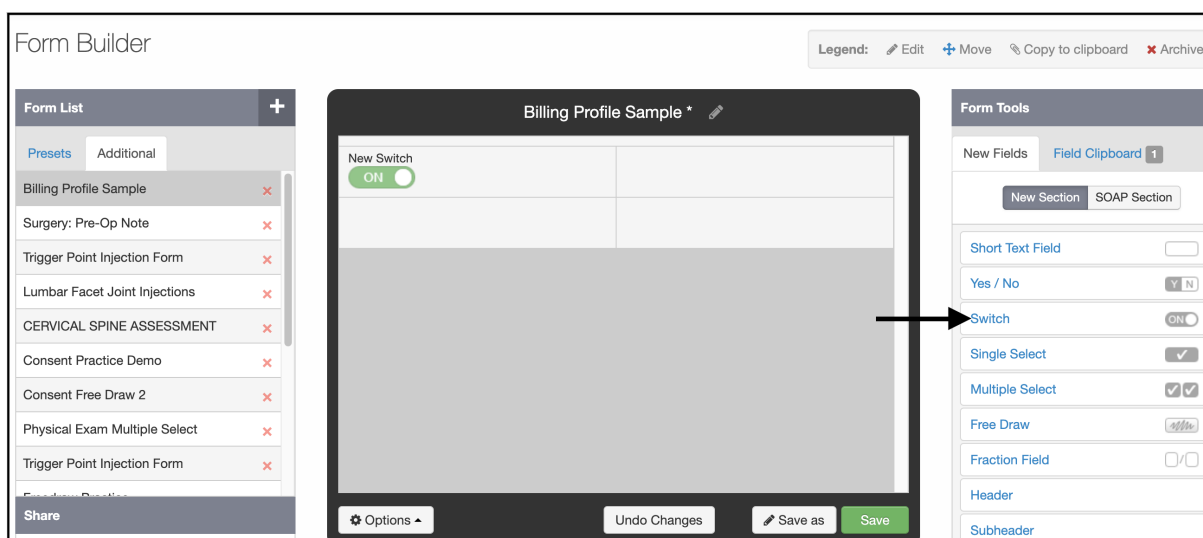 Form Builder
Legend: Edit Move Copy to clipboard Archive
Form List
Presets Additional
Billing Profile Sample
Surgery: Pre-Op Note
Trigger Point Injection Form
Lumbar Facet Joint Injections
CERVICAL SPINE ASSESSMENT
Consent Practice Demo
Consent Free Draw 2
Physical Exam Multiple Select
Trigger Point Injection Form
Share
Billing Profile Sample *
New Switch
ON
Options
Undo Changes
Save as
Save
Form Tools
New Fields Field Clipboard 1
New Section SOAP Section
Short Text Field
Yes / No Y N
Switch ON
Single Select
Multiple Select
Free Draw
Fraction Field /
Header
Subheader